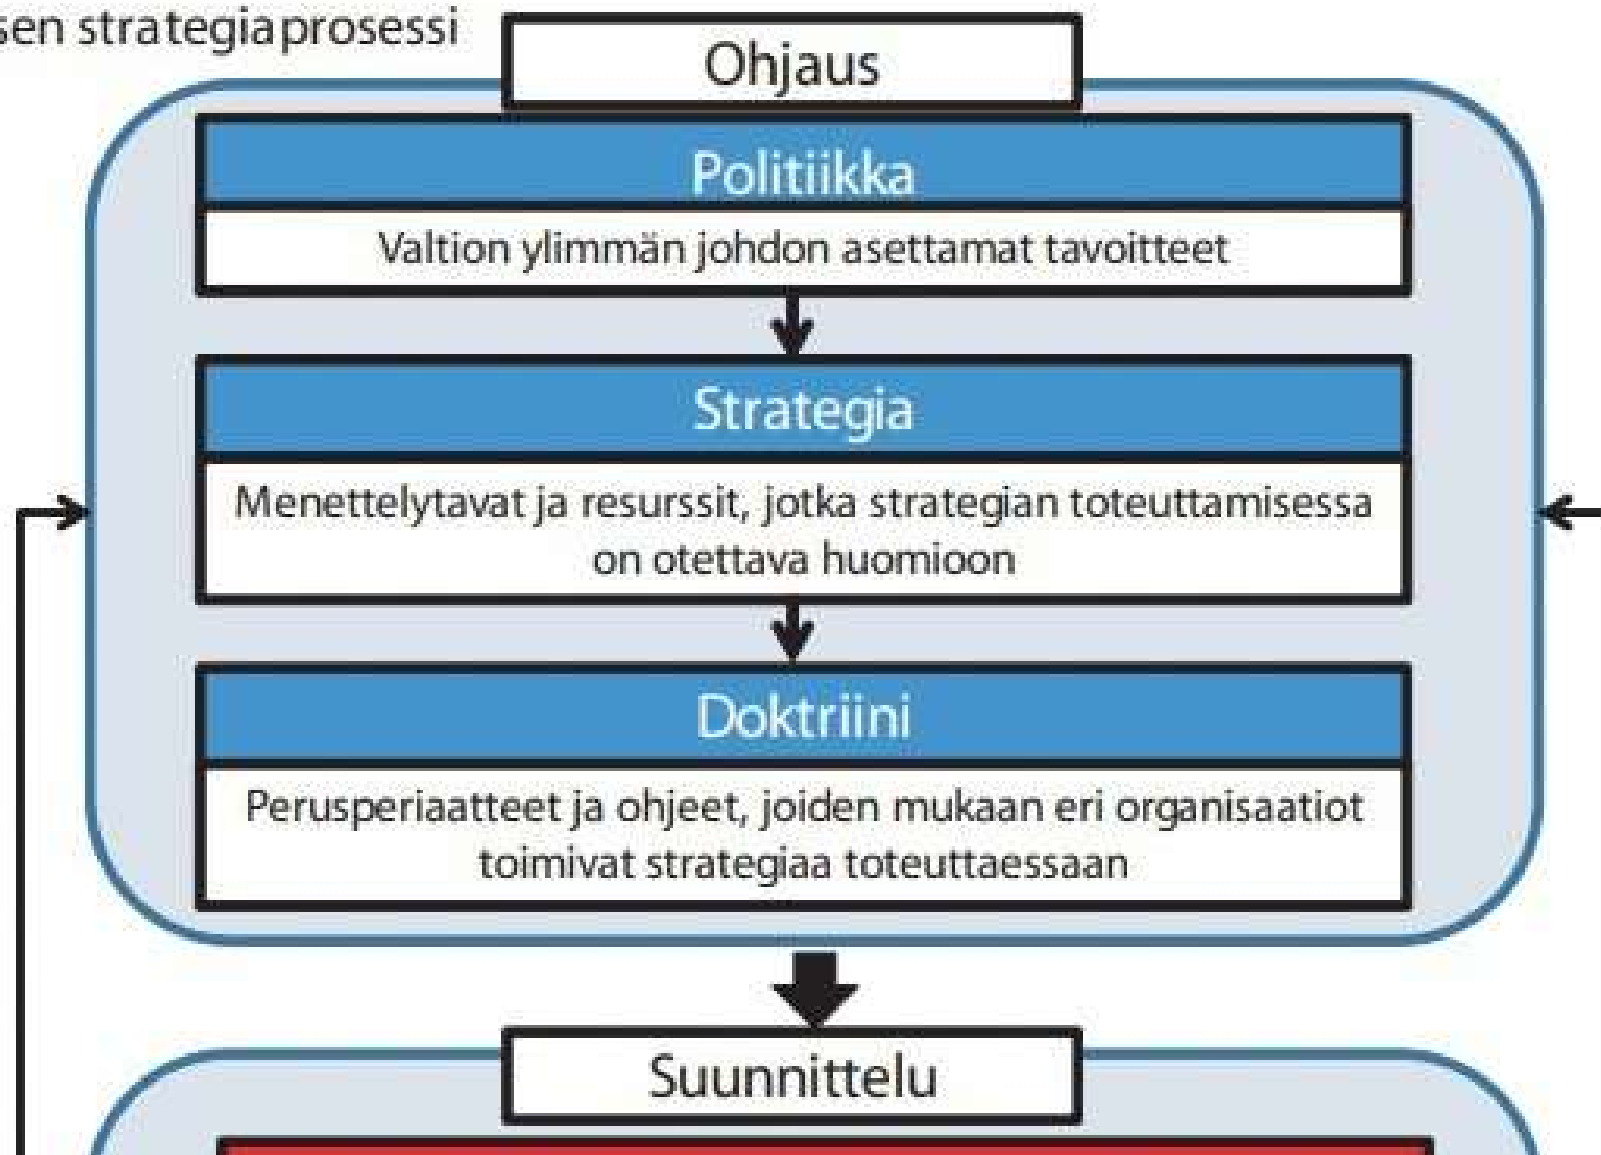 strategiaprosessi
Ohjaus
Politiikka
Valtion ylimmän johdon asettamat tavoitteet
Strategia
Menettelytavat ja resurssit, jotka strategian toteuttamisessa
on otettava huomioon
Doktriini
Perusperiaatteet ja ohjeet, joiden mukaan eri organisaatiot
toimivat strategiaa toteuttaessaan
Suunnittelu